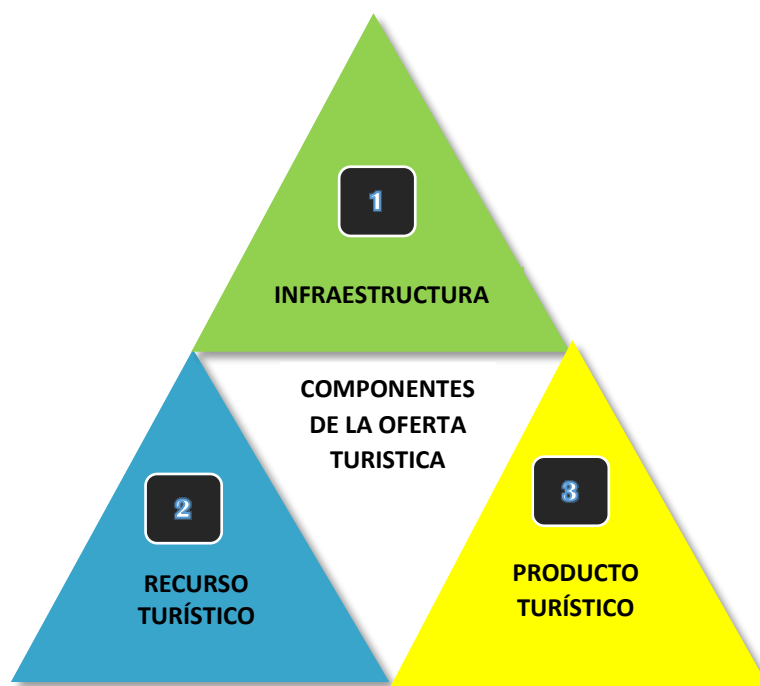 1
INFRAESTRUCTURA
COMPONENTES
DE LA OFERTA
TURISTICA
2
RECURSO
TURÍSTICO
3
PRODUCTO
TURÍSTICO